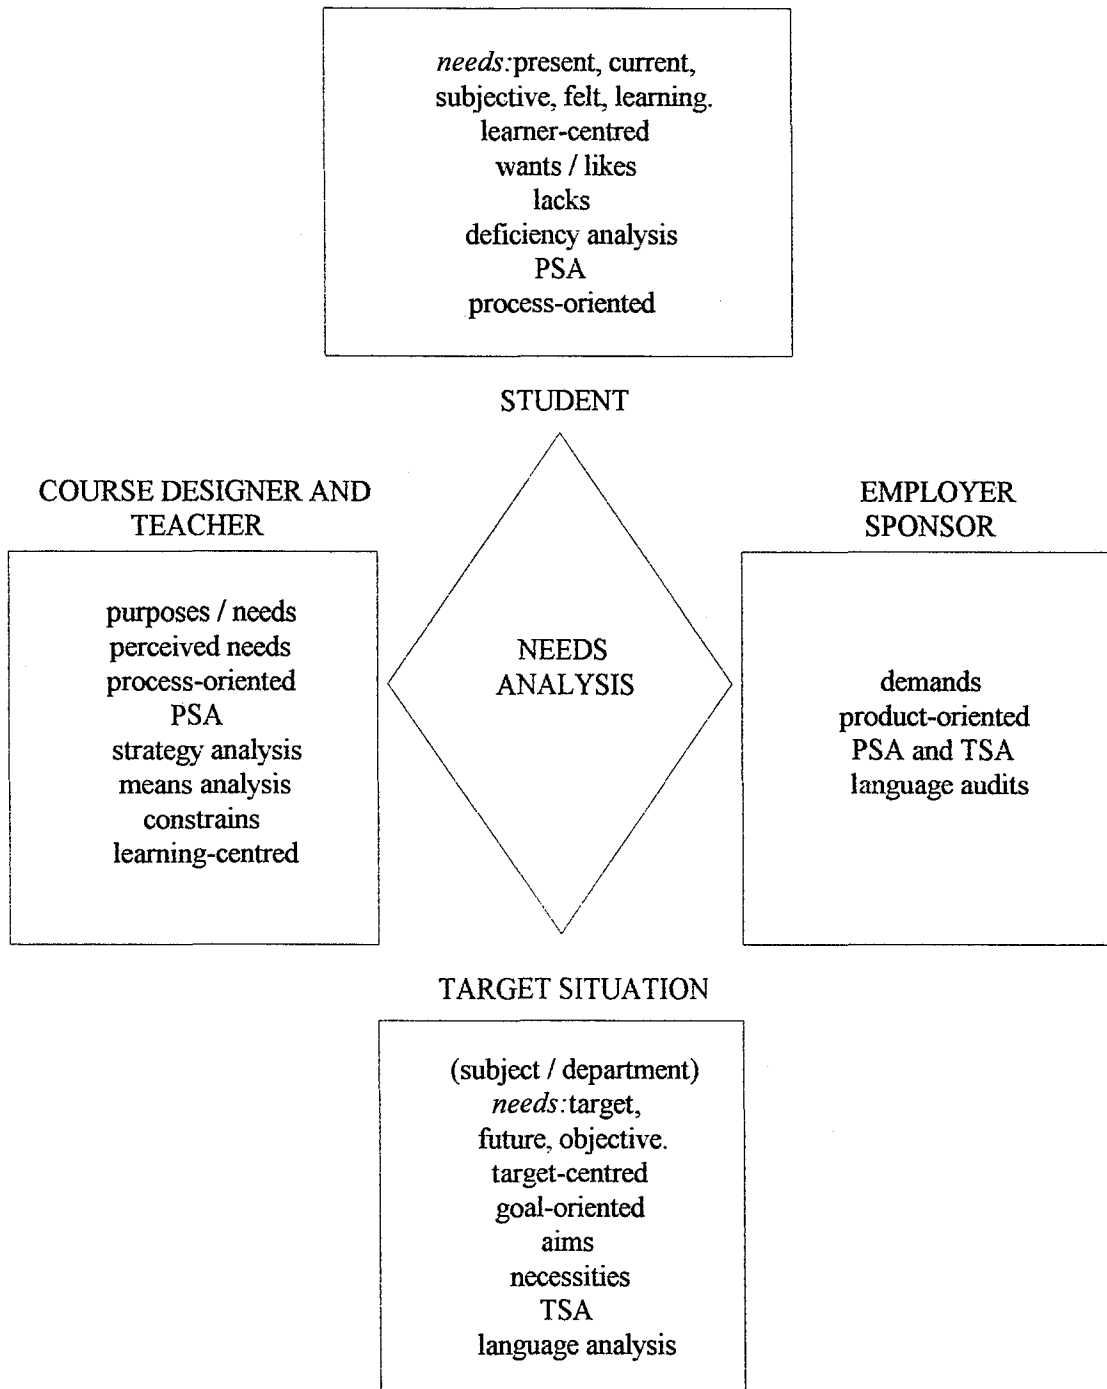 needs:present, current,
subjective, felt, learning.
learner-centred
wants / likes
lacks
deficiency analysis
PSA
process-oriented
STUDENT
COURSE DESIGNER AND
TEACHER
purposes / needs
perceived needs
process-oriented
PSA
strategy analysis
means analysis
constrains
learning-centred
NEEDS
ANALYSIS
EMPLOYER
SPONSOR
demands
product-oriented
PSA and TSA
language audits
TARGET SITUATION
(subject / department)
needs:target,
future, objective.
target-centred
goal-oriented
aims
necessities
TSA
language analysis